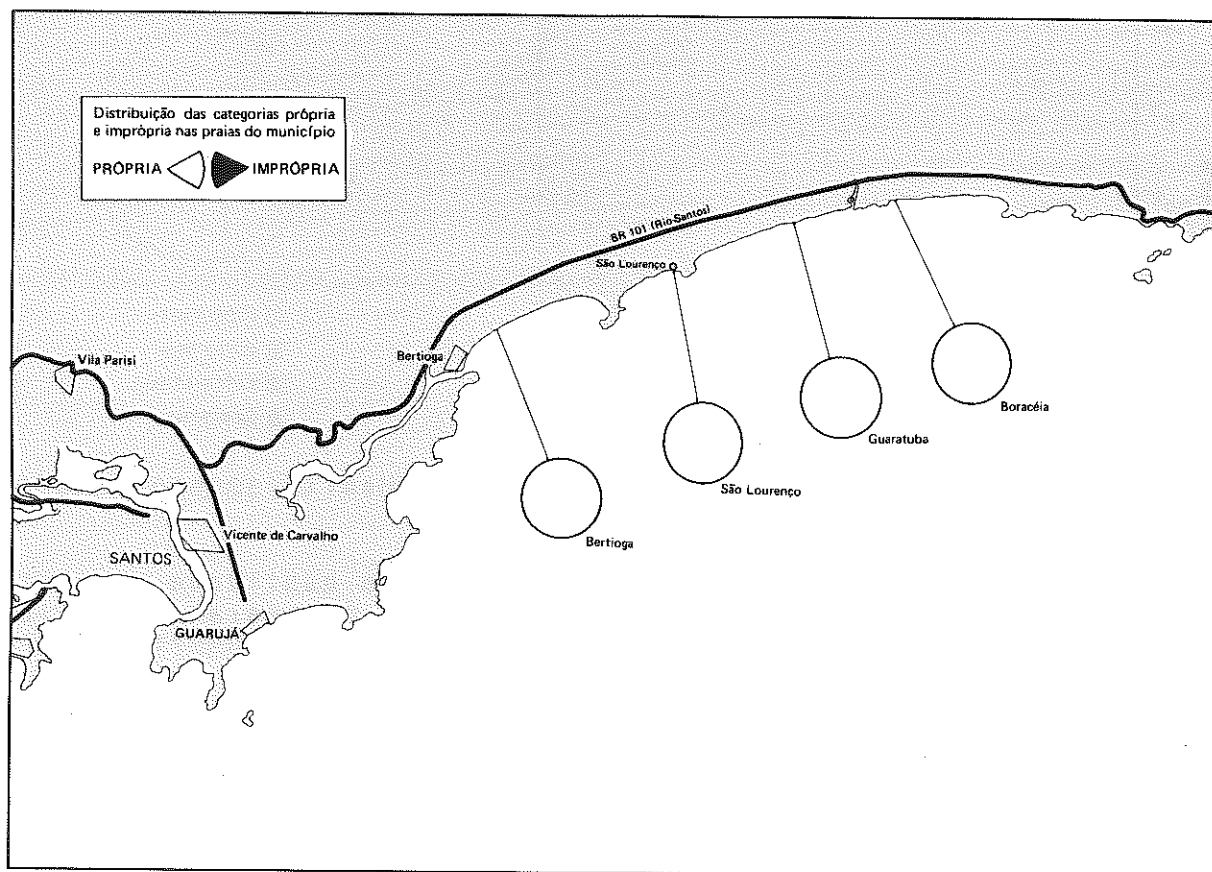 Distribuição das categorias própria
e imprópria nas praias do município
PRÓPRIA IMPRÓPRIA
BR 101 (Rio-Santos)
São Lourenço
Bertioga
Vila Parisi
Boracéia
Guaratuba
São Lourenço
Bertioga
Vicente de Carvalho
SANTOS
GUARUJÁ